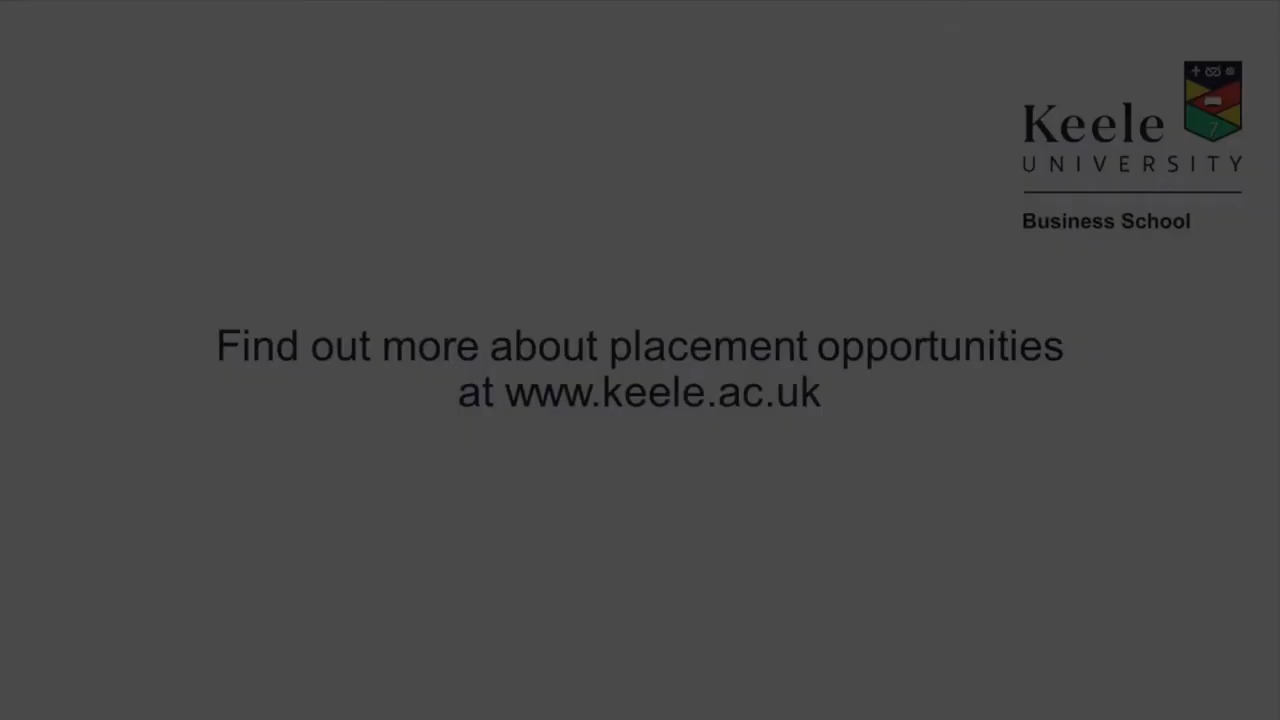 Keele
UNIVERSITY
Business School
Find out more about placement opportunities
at www.keele.ac.uk